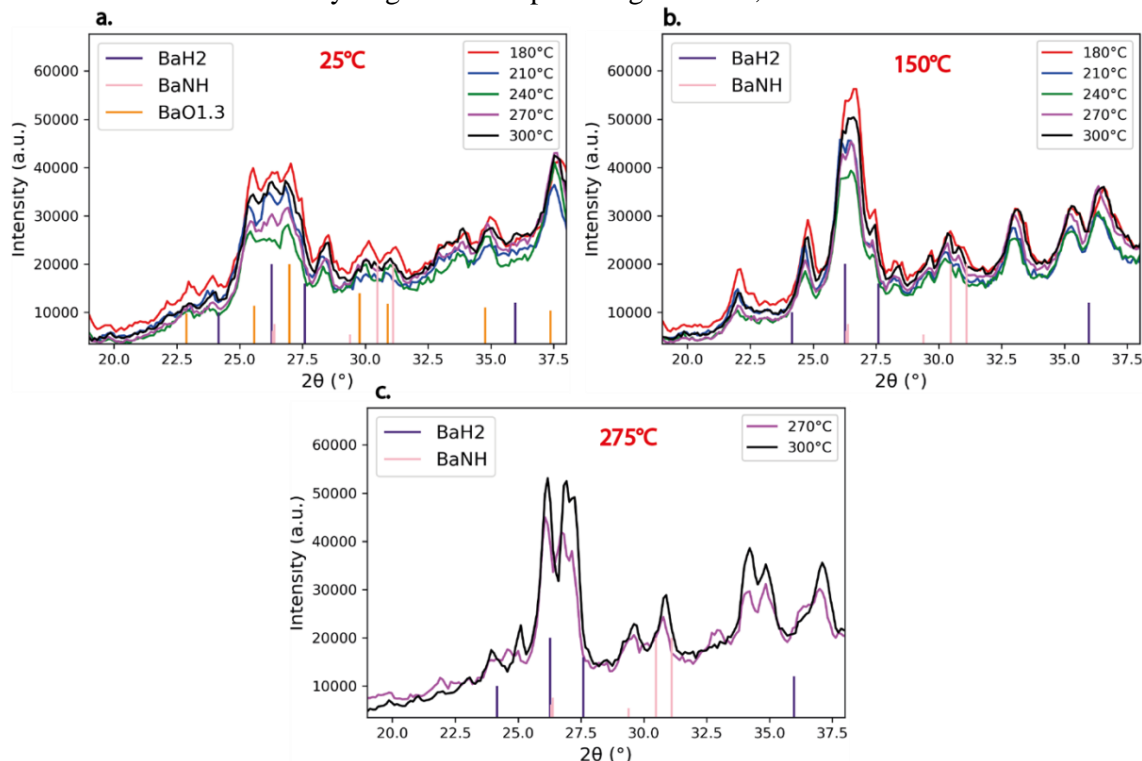 a.
25°C
BaH2
BaNH
BaO1.3
180°C
210°C
240°C
270°C
300°C
Intensity (a.u.)
60000
50000
40000
30000
20000
10000
20.0 22.5 25.0 27.5 30.0 32.5 35.0 37.5
2θ (°)
b.
150°C
BaH2
BaNH
180°C
210°C
240°C
270°C
300°C
Intensity (a.u.)
60000
50000
40000
30000
20000
10000
20.0 22.5 25.0 27.5 30.0 32.5 35.0 37.5
2θ (°)
c.
275°C
BaH2
BaNH
270°C
300°C
Intensity (a.u.)
60000
50000
40000
30000
20000
10000
20.0 22.5 25.0 27.5 30.0 32.5 35.0 37.5
2θ (°)